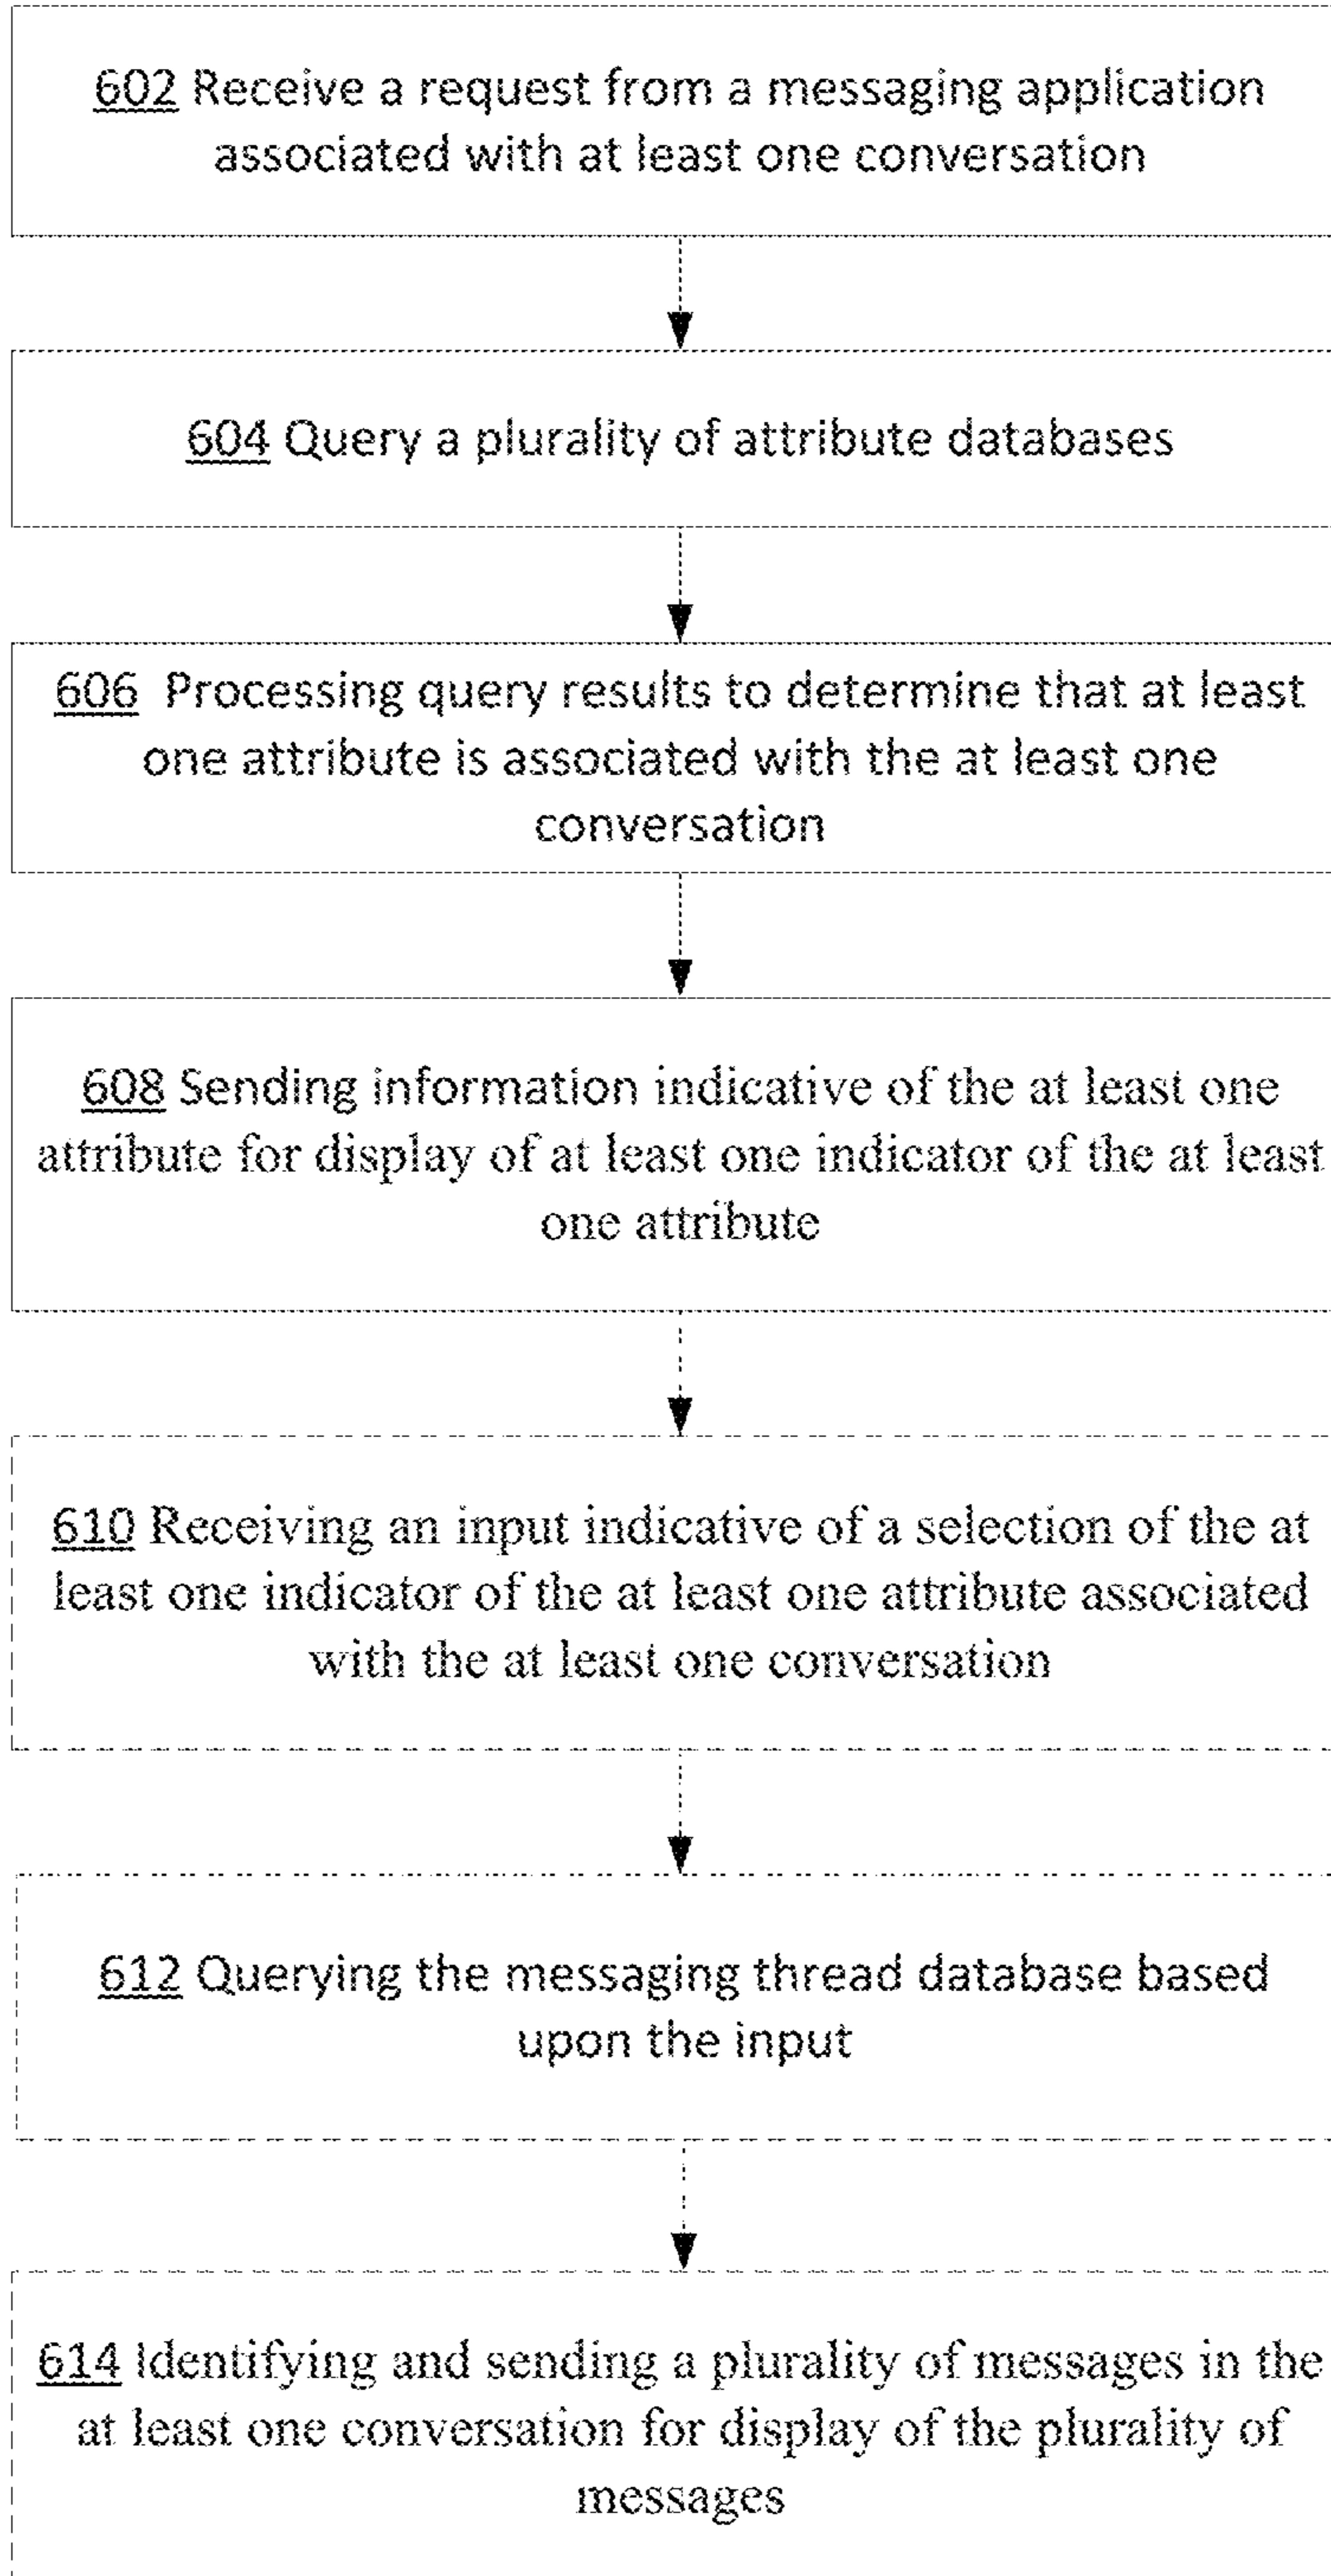 602 Receive a request from a messaging application
associated with at least one conversation
604 Query a plurality of attribute databases
606 Processing query results to determine that at least
one attribute is associated with the at least one
conversation
608 Sending information indicative of the at least one
attribute for display of at least one indicator of the at least
one attribute
610 Receiving an input indicative of a selection of the at
least one indicator of the at least one attribute associated
with the at least one conversation
612 Querying the messaging thread database based
upon the input
614 Identifying and sending a plurality of messages in the
at least one conversation for display of the plurality of
messages